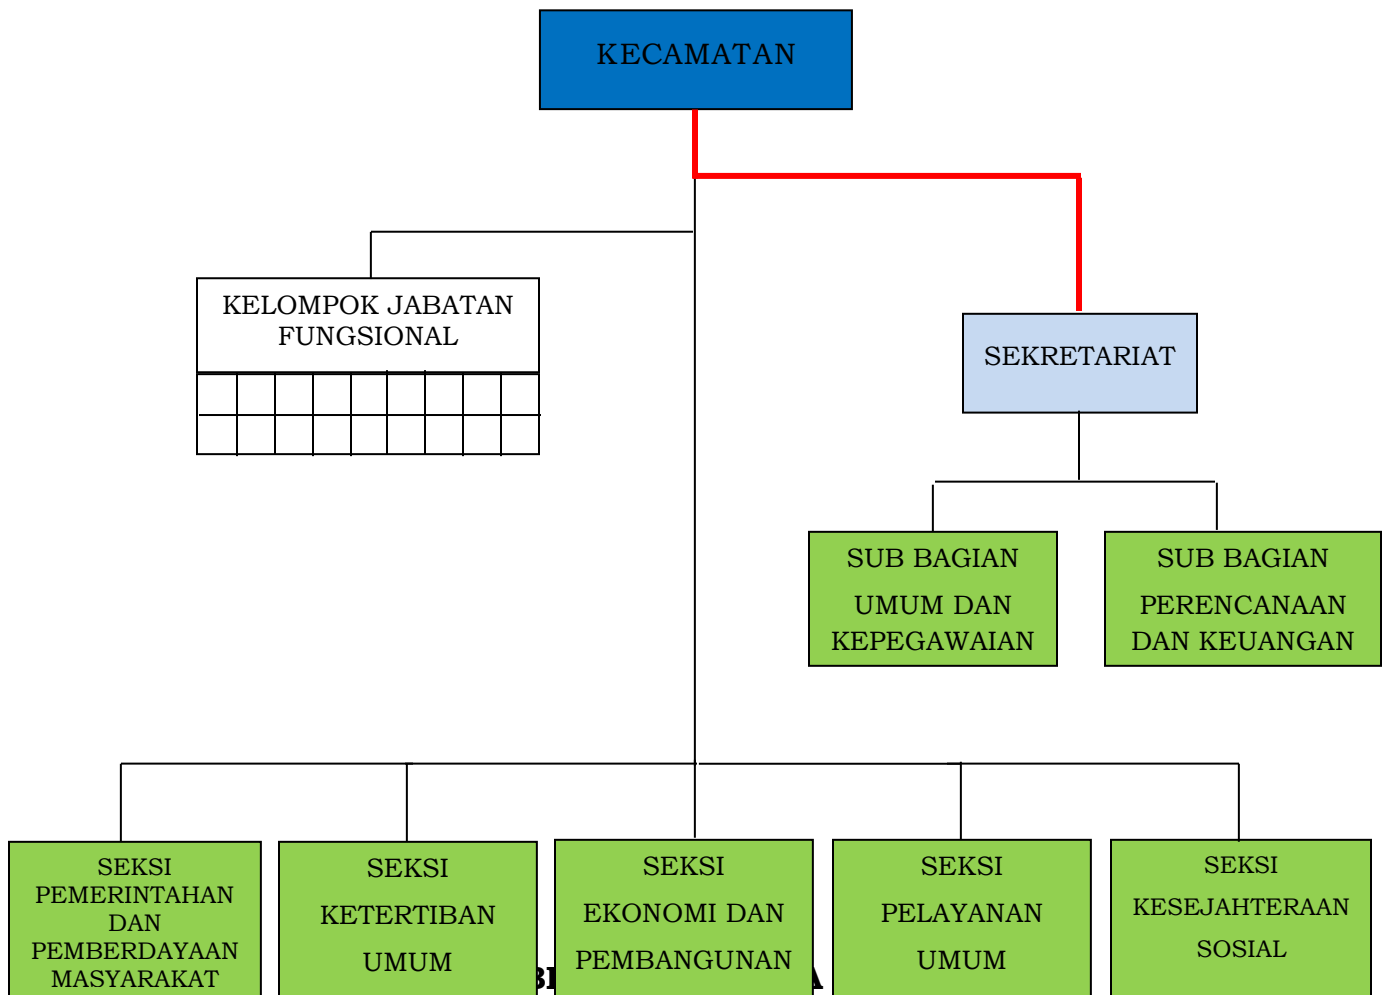 KECAMATAN
KELOMPOK JABATAN
FUNGSIONAL
SEKRETARIAT
SUB BAGIAN
UMUM DAN
KEPEGAWAIAN
SUB BAGIAN
PERENCANAAN
DAN KEUANGAN
SEKSI
PEMERINTAHAN
DAN
PEMBERDAYAAN
MASYARAKAT
SEKSI
KETERTIBAN
UMUM
SEKSI
EKONOMI DAN
PEMBANGUNAN
SEKSI
PELAYANAN
UMUM
SEKSI
KESEJAHTERAAN
SOSIAL